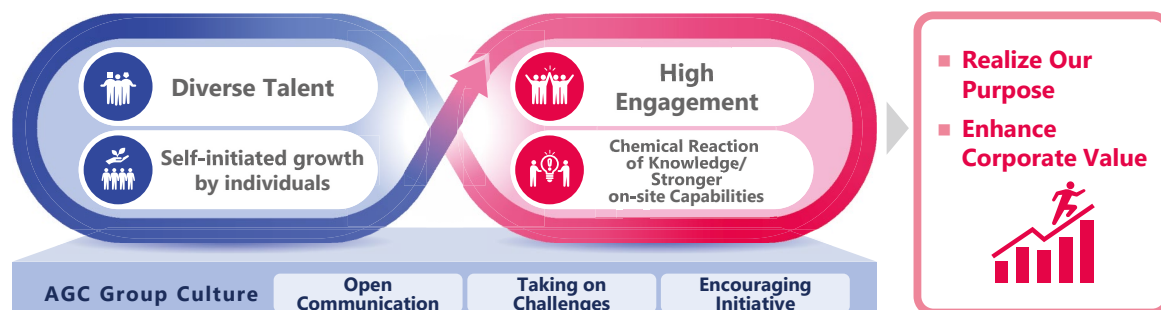 Diverse Talent
Self-initiated growth
by individuals
High
Engagement
Chemical Reaction
of Knowledge/
Stronger
on-site Capabilities
Realize Our
Purpose
Enhance
Corporate Value
AGC Group Culture
Open
Communication
Taking on
Challenges
Encouraging
Initiative